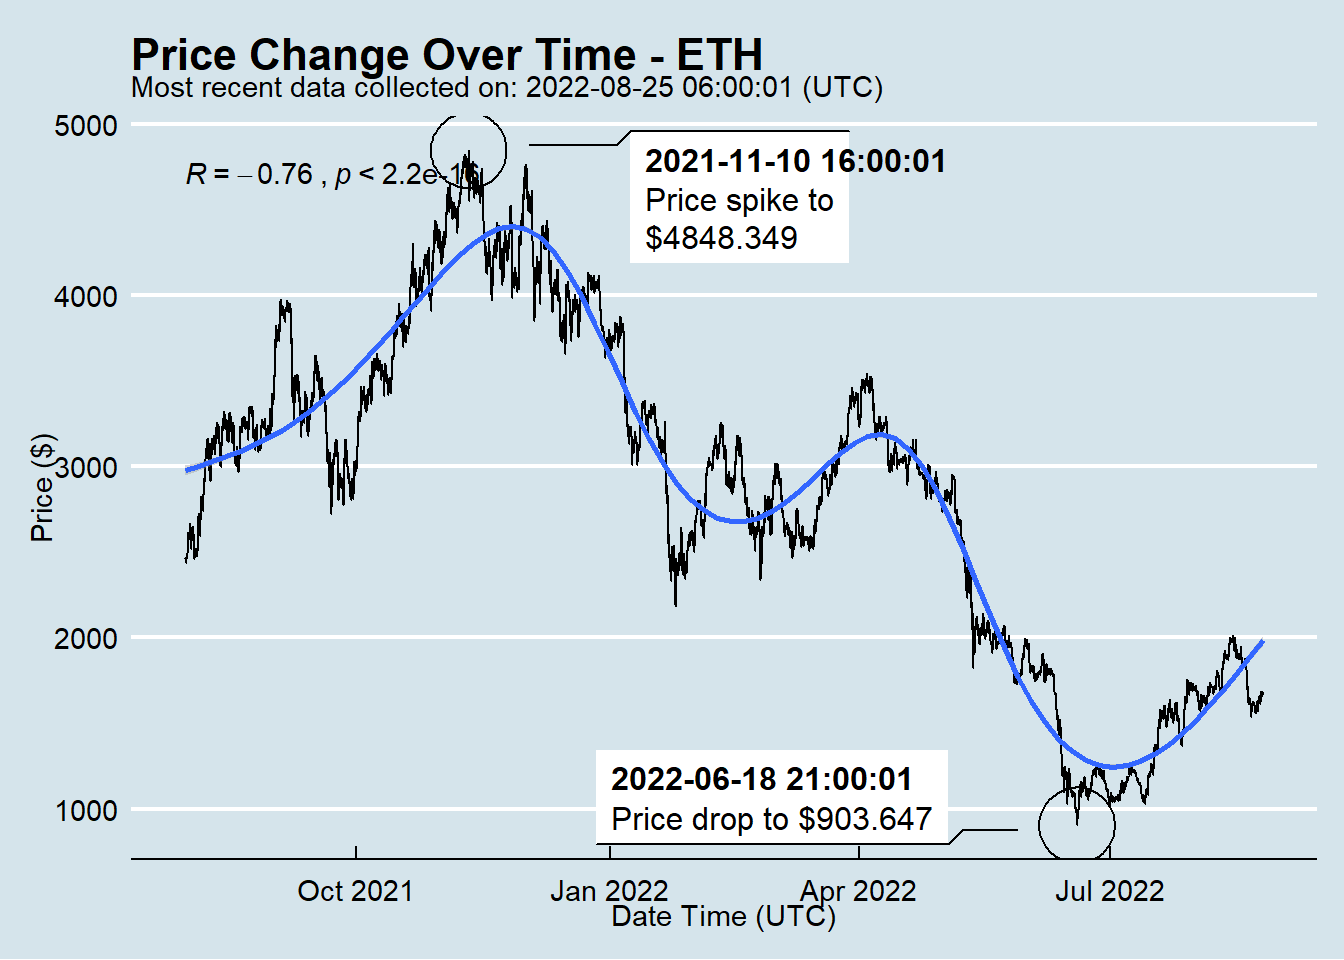 Price Change Over Time - ETH
Most recent data collected on: 2022-08-25 06:00:01 (UTC)
5000
R = −0.76 , p < 2.2e-16
2021-11-10 16:00:01
Price spike to
$4848.349
4000
3000
Price ($)
2000
2022-06-18 21:00:01
Price drop to $903.647
1000
Oct 2021 Jan 2022 Apr 2022 Jul 2022
Date Time (UTC)